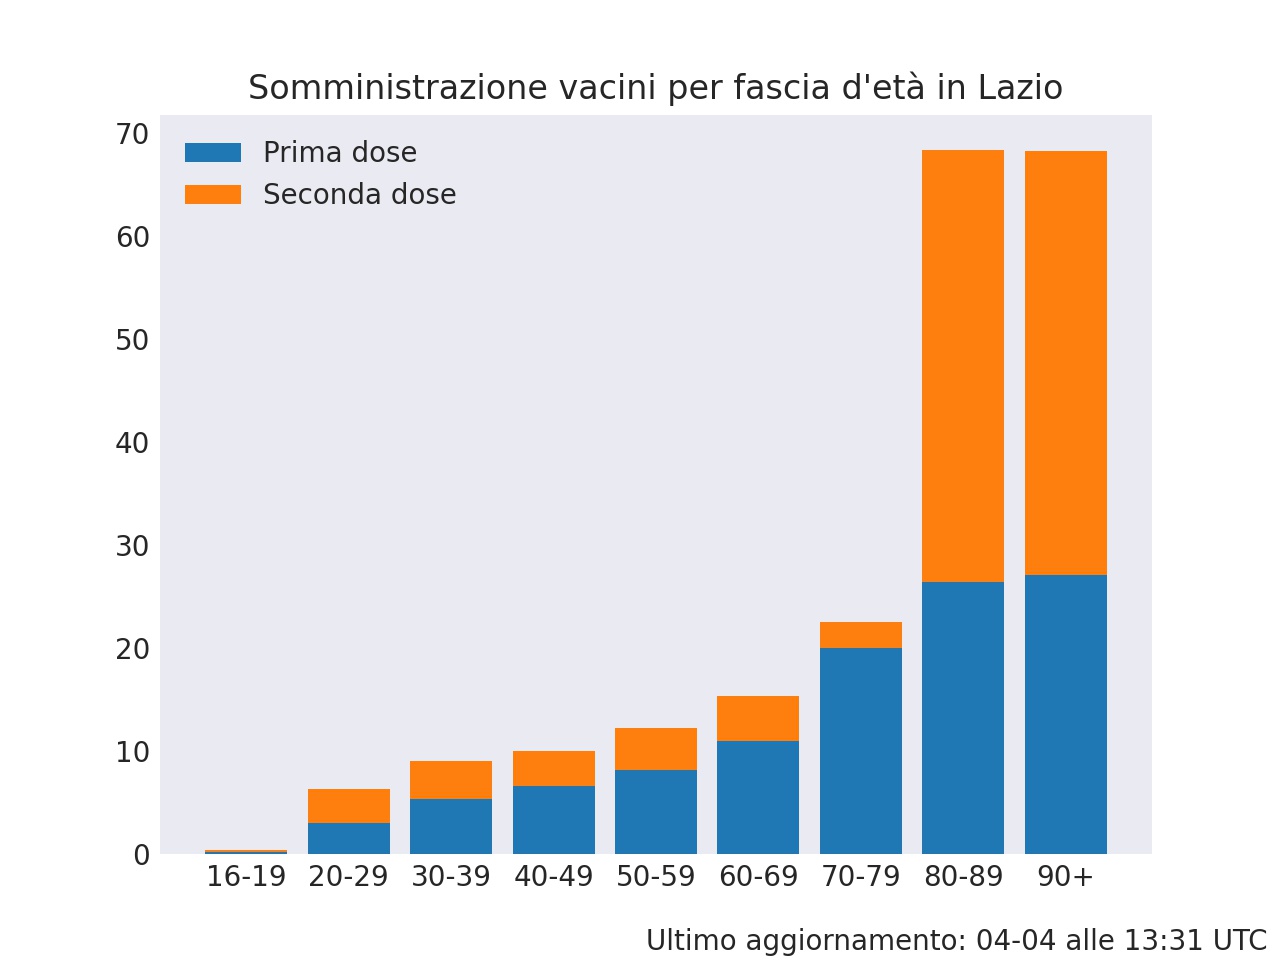 Somministrazione vacini per fascia d'età in Lazio
Prima dose
Seconda dose
70
60
50
40
30
20
10
0
16-19 20-29 30-39 40-49 50-59 60-69 70-79 80-89 90+
Ultimo aggiornamento: 04-04 alle 13:31 UTC